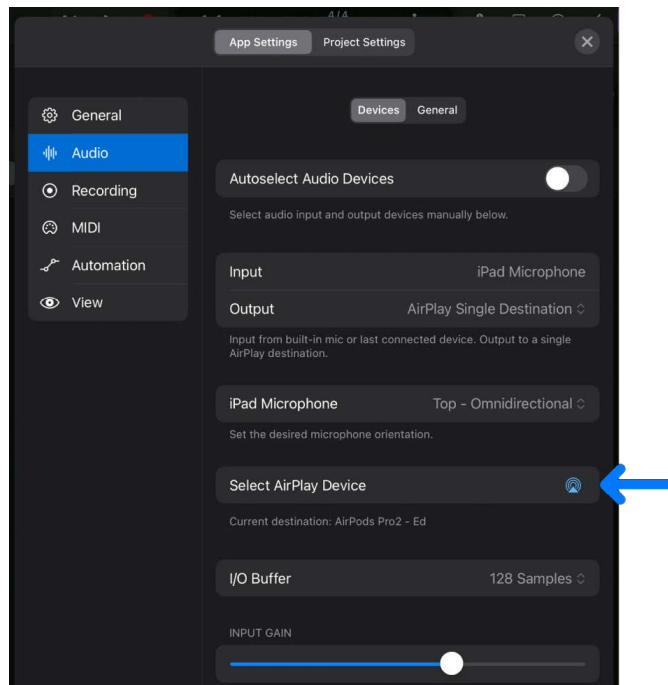 4/4
App Settings Project Settings
Devices General
General
Audio
Recording
MIDI
Automation
View
Autoselect Audio Devices
Select audio input and output devices manually below.
Input iPad Microphone
Output AirPlay Single Destination
Input from built-in mic or last connected device. Output to a single
AirPlay destination.
iPad Microphone Top - Omnidirectional
Set the desired microphone orientation.
Select AirPlay Device
Current destination: AirPods Pro2 - Ed
I/O Buffer 128 Samples
INPUT GAIN